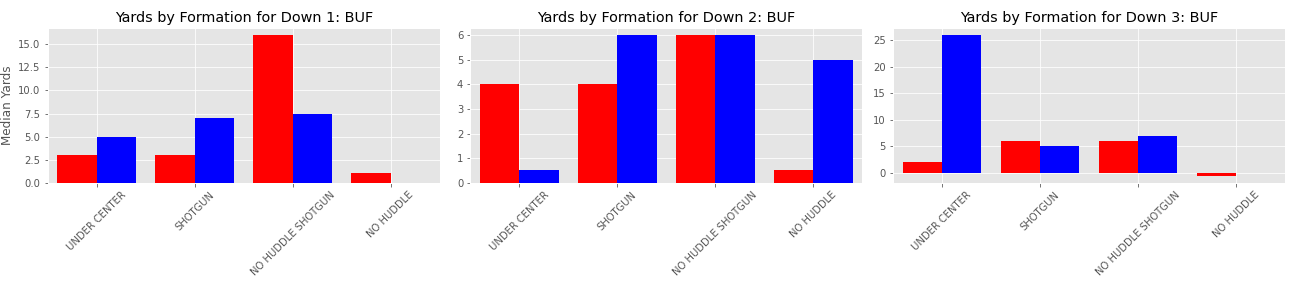 Yards by Formation for Down 1: BUF
Median Yards
15.0
12.5
10.0
7.5
5.0
2.5
0.0
UNDER CENTER
SHOTGUN
NO HUDDLE SHOTGUN
NO HUDDLE
Yards by Formation for Down 2: BUF
6
5
4
3
2
1
0
UNDER CENTER
SHOTGUN
NO HUDDLE SHOTGUN
NO HUDDLE
Yards by Formation for Down 3: BUF
25
20
15
10
5
0
UNDER CENTER
SHOTGUN
NO HUDDLE SHOTGUN
NO HUDDLE